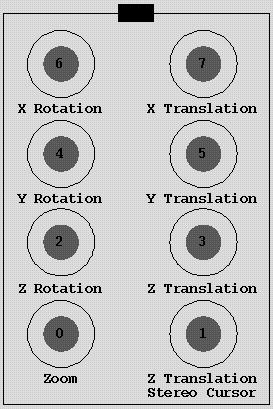 6 7
X Rotation X Translation
4 5
Y Rotation Y Translation
2 3
Z Rotation Z Translation
0 1
Zoom Z Translation
Stereo Cursor